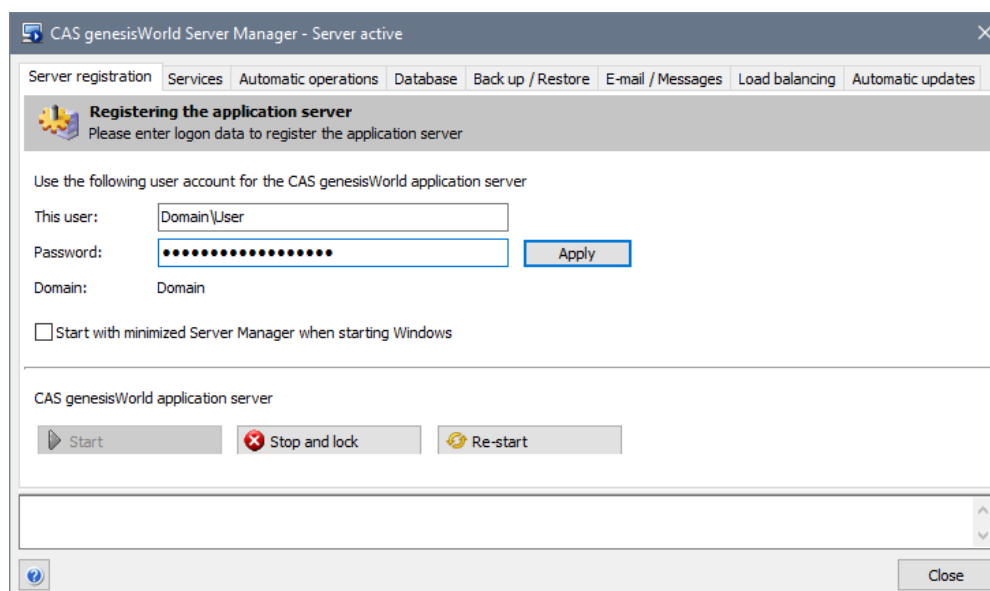 CAS genesisWorld Server Manager - Server active
Server registration Services Automatic operations Database Back up / Restore E-mail / Messages Load balancing Automatic updates
Registering the application server
Please enter logon data to register the application server
Use the following user account for the CAS genesisWorld application server
This user: Domain\User
Password: ●●●●●●●●●●●●●●●●●● Apply
Domain: Domain
Start with minimized Server Manager when starting Windows
CAS genesisWorld application server
Start Stop and lock Re-start
? Close